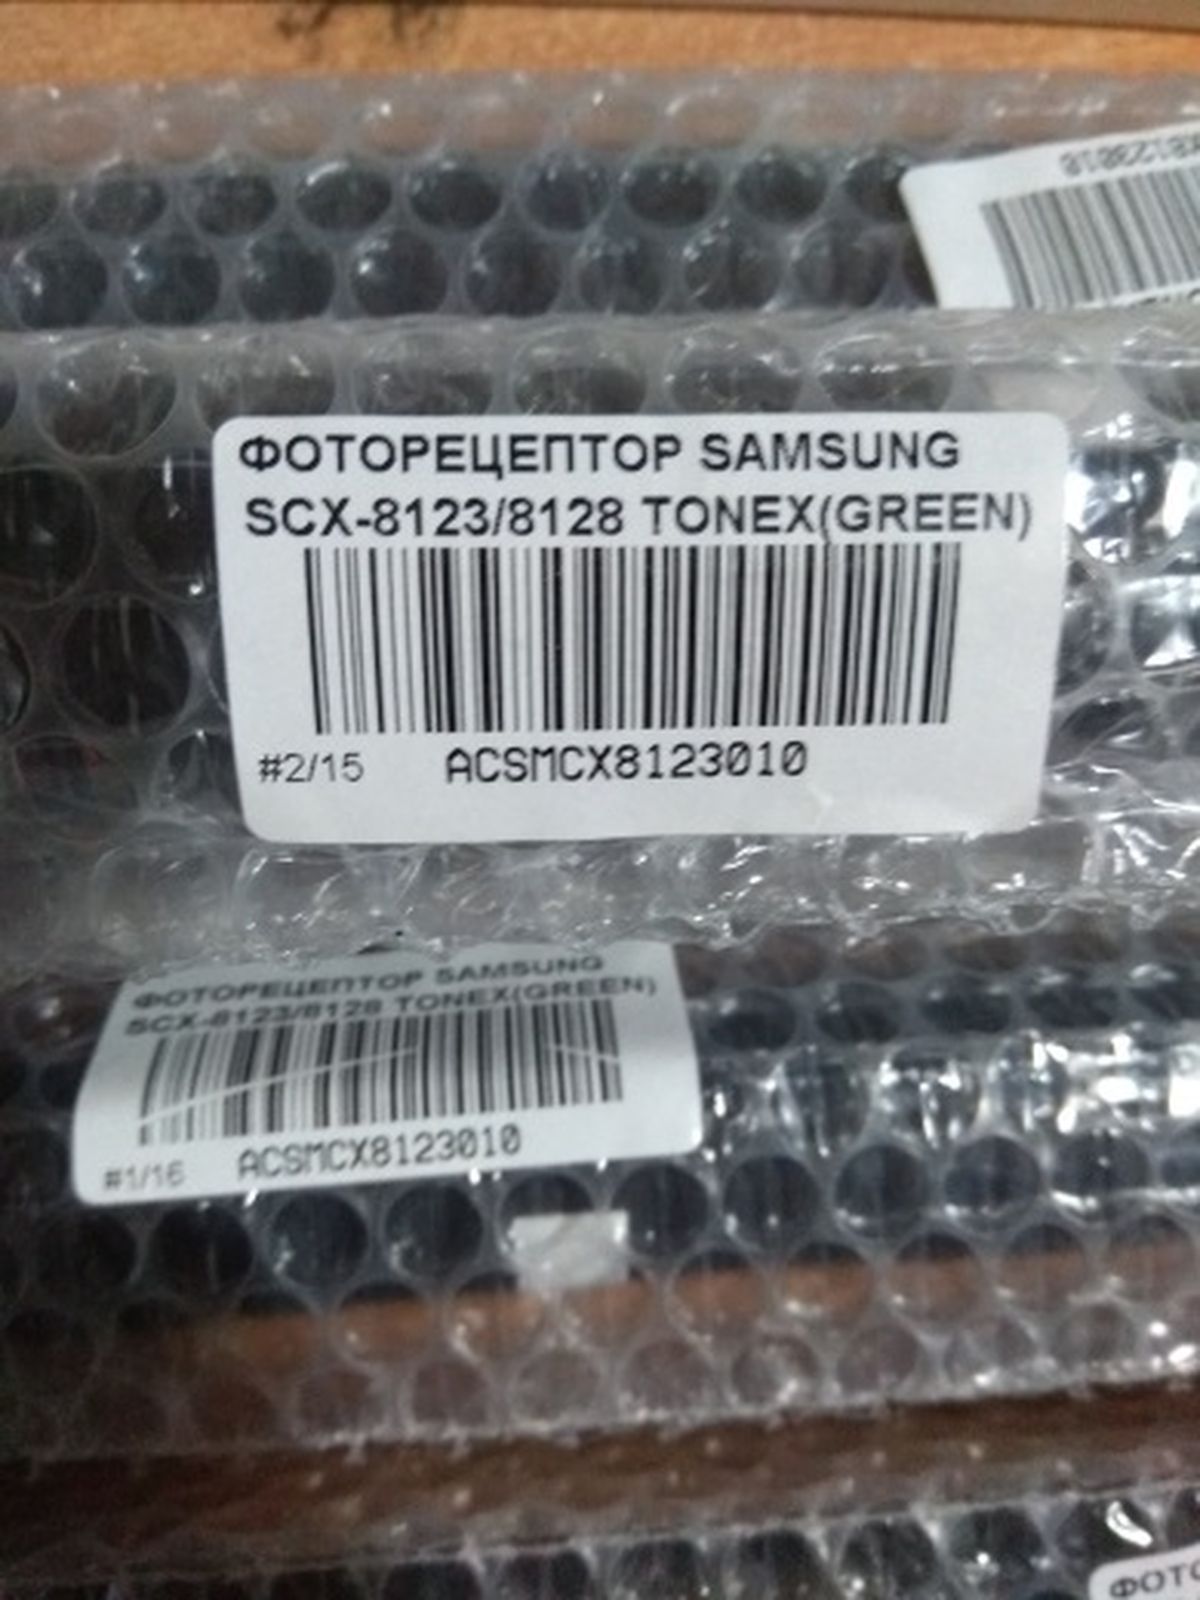 ФОТОРЕЦЕПТОР SAMSUNG
SCX-8123/8128 TONEX(GREEN)
#2/15 ACSMCX8123010
ФОТОРЕЦЕПТОР SAMSUNG
SCX-8123/8128 TONEX(GREEN)
#1/16 ACSMCX8123010